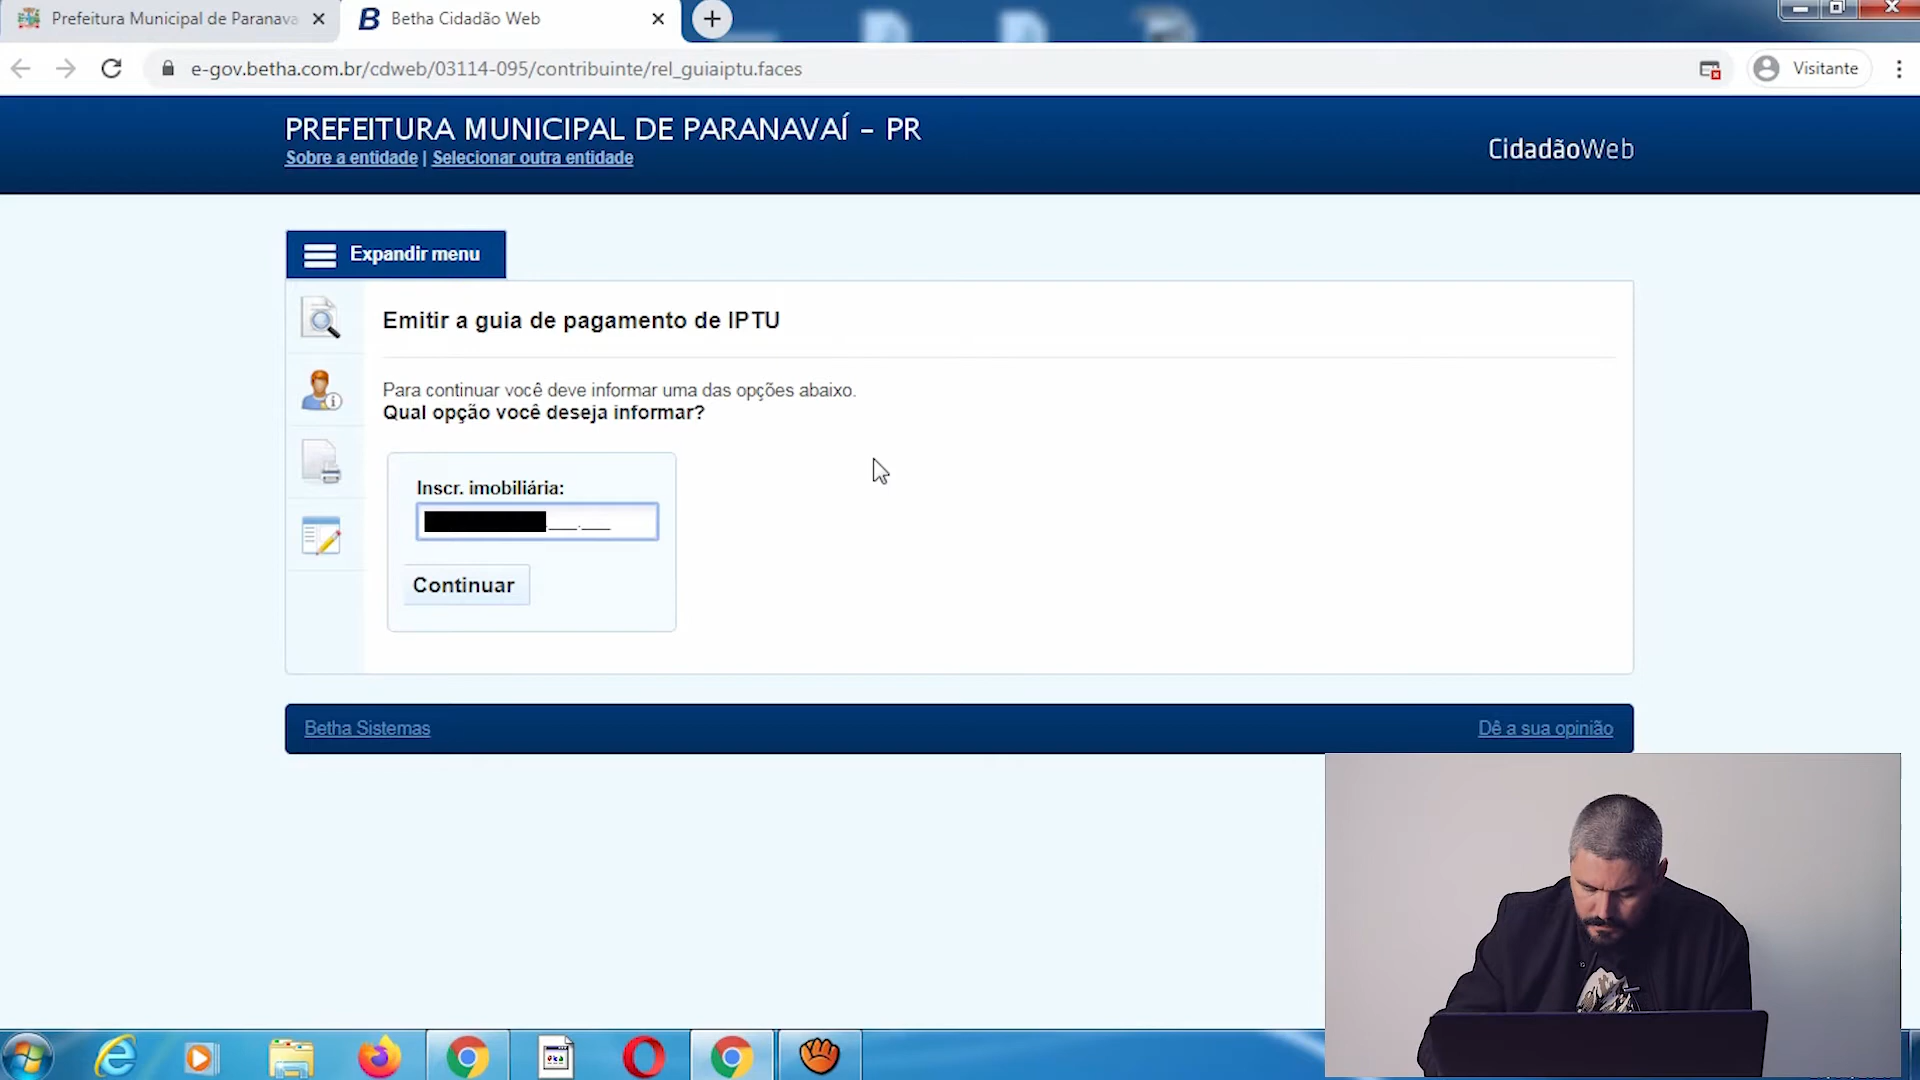 Prefeitura Municipal de Paranava
Betha Cidadão Web
e-gov.betha.com.br/cdweb/03114-095/contribuinte/rel_guiaiptu.faces
Visitante
PREFEITURA MUNICIPAL DE PARANAVAÍ - PR
Sobre a entidade | Selecionar outra entidade
CidadãoWeb
Expandir menu
Emitir a guia de pagamento de IPTU
Para continuar você deve informar uma das opções abaixo.
Qual opção você deseja informar?
Inscr. imobiliária:
___.___
Continuar
Betha Sistemas
Dê a sua opinião